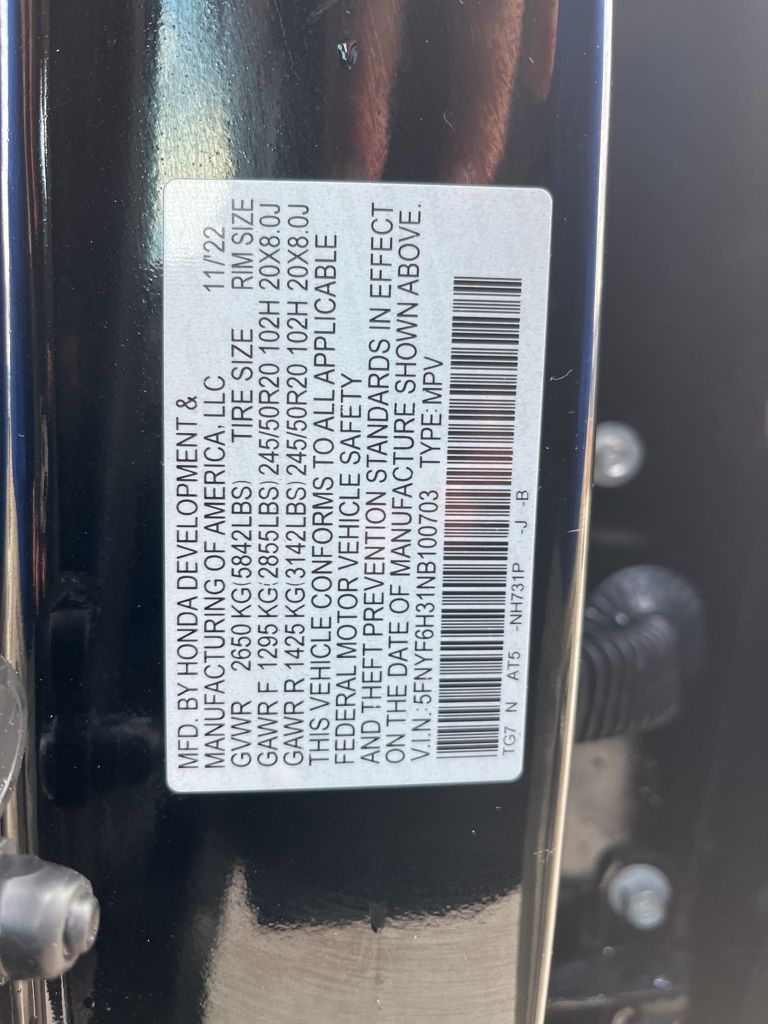 MFD. BY HONDA DEVELOPMENT &
MANUFACTURING OF AMERICA, LLC 11/'22
GVWR 2650 KG(5842LBS) TIRE SIZE RIM SIZE
GAWR F 1295 KG(2855LBS) 245/50R20 102H 20X8.0J
GAWR R 1425 KG(3142LBS) 245/50R20 102H 20X8.0J
THIS VEHICLE CONFORMS TO ALL APPLICABLE
FEDERAL MOTOR VEHICLE SAFETY
AND THEFT PREVENTION STANDARDS IN EFFECT
ON THE DATE OF MANUFACTURE SHOWN ABOVE.
V.I.N.: 5FNYF6H31NB100703 TYPE: MPV
TG7 N AT5 -NH731P -J -B